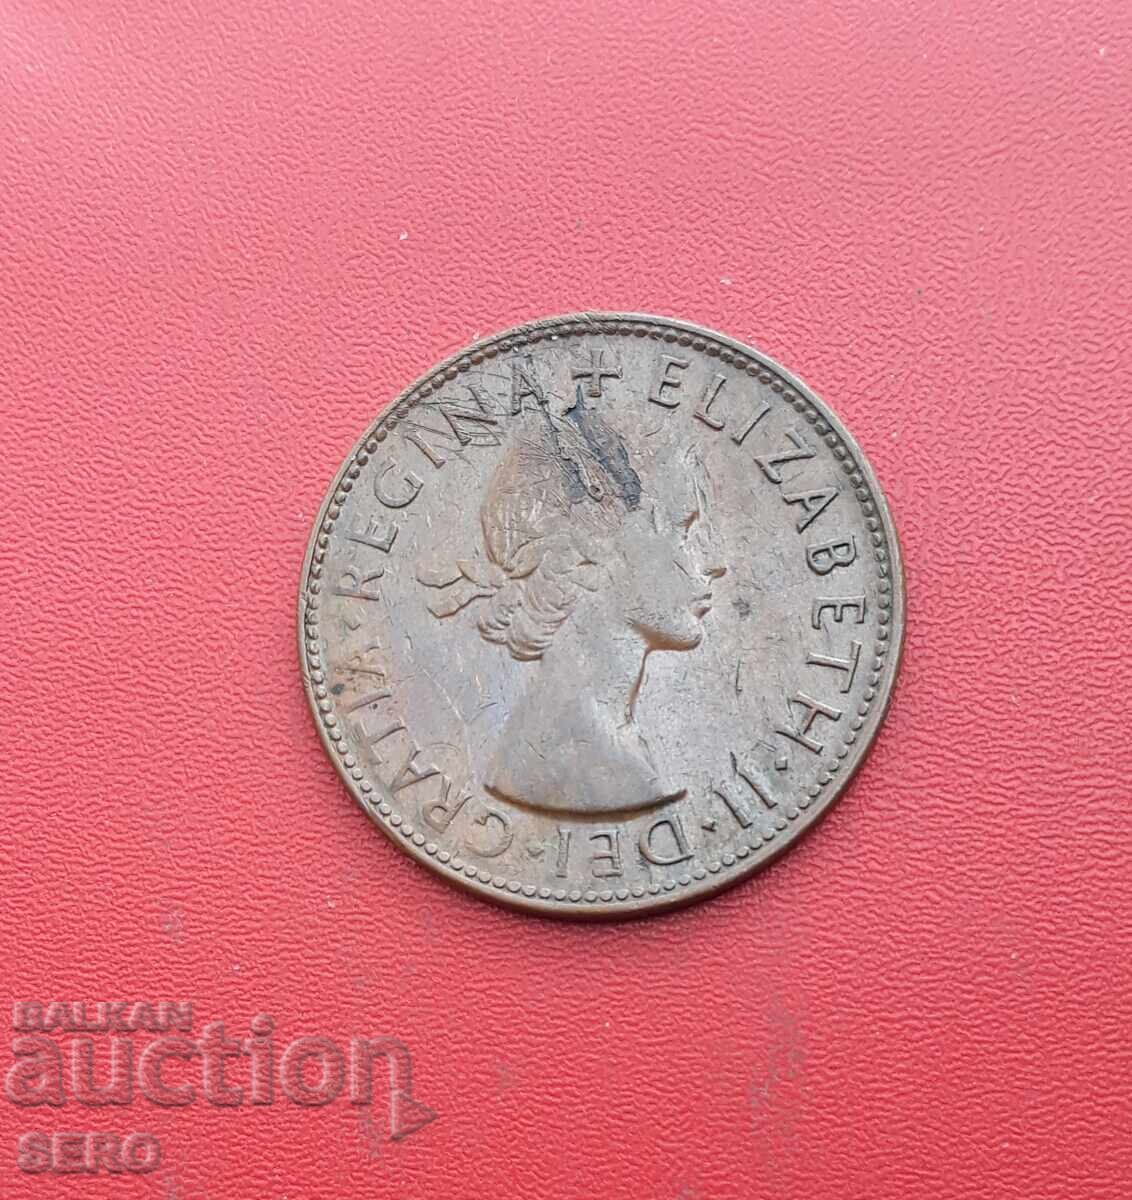 + ELIZABETH · II · DEI · GRATIA · REGINA
BALKAN
auction
SERO